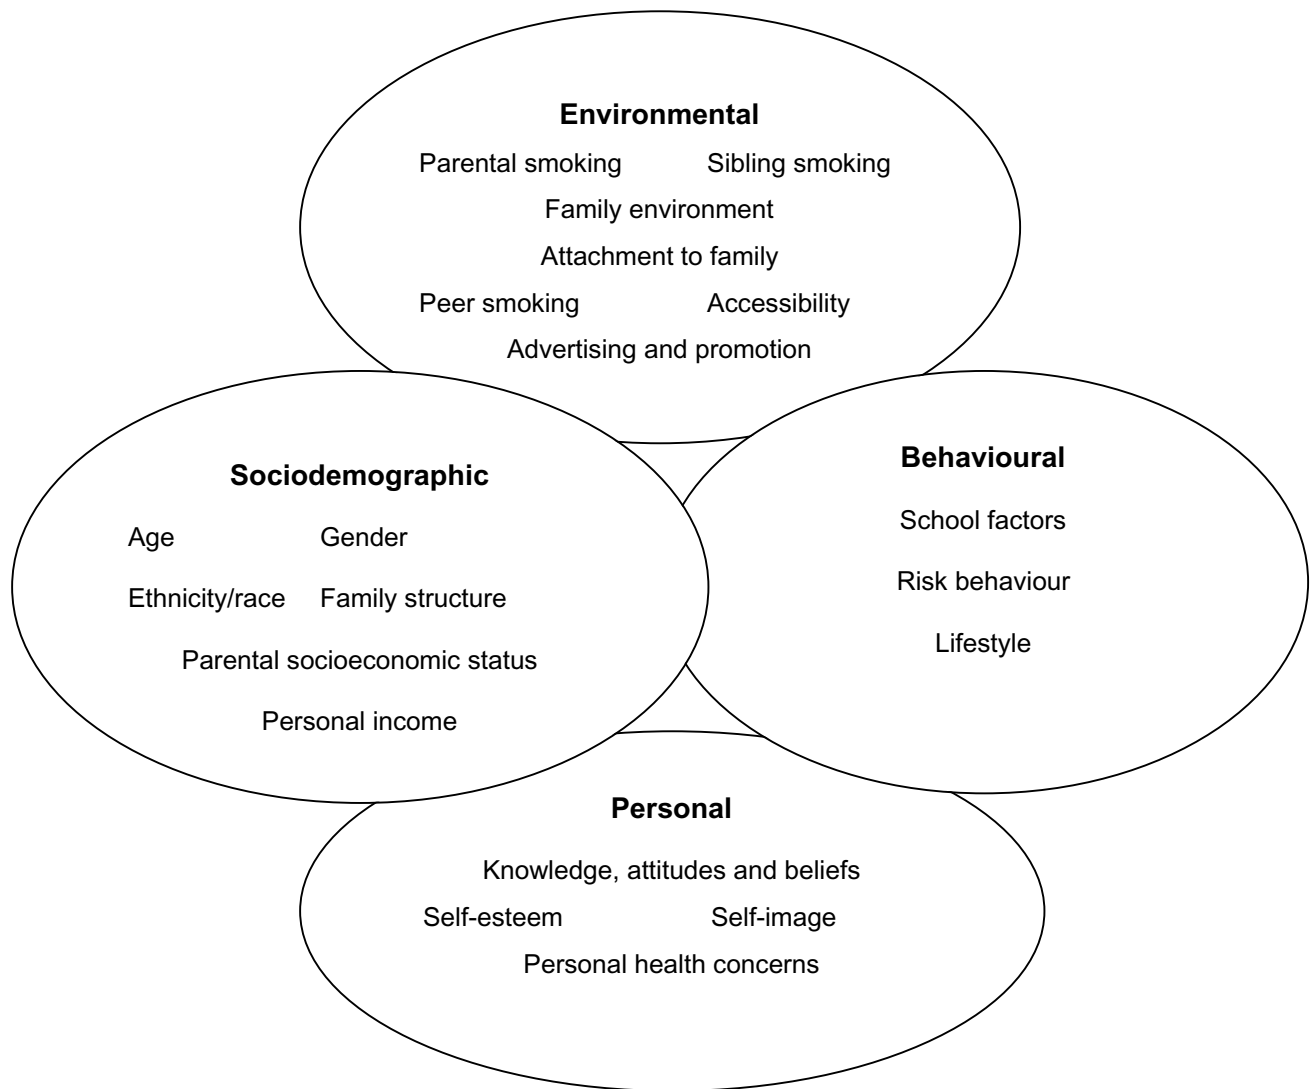 Environmental
Parental smoking Sibling smoking
Family environment
Attachment to family
Peer smoking Accessibility
Advertising and promotion
Sociodemographic
Age Gender
Ethnicity/race Family structure
Parental socioeconomic status
Personal income
Behavioural
School factors
Risk behaviour
Lifestyle
Personal
Knowledge, attitudes and beliefs
Self-esteem Self-image
Personal health concerns